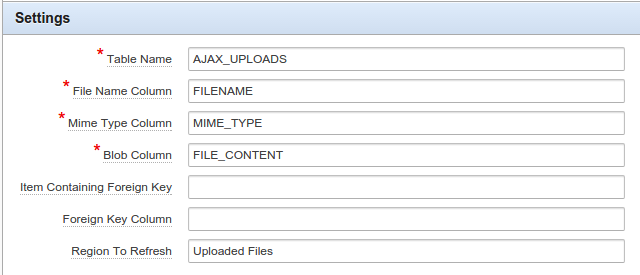 Settings
* Table Name AJAX_UPLOADS
* File Name Column FILENAME
* Mime Type Column MIME_TYPE
* Blob Column FILE_CONTENT
Item Containing Foreign Key
Foreign Key Column
Region To Refresh Uploaded Files